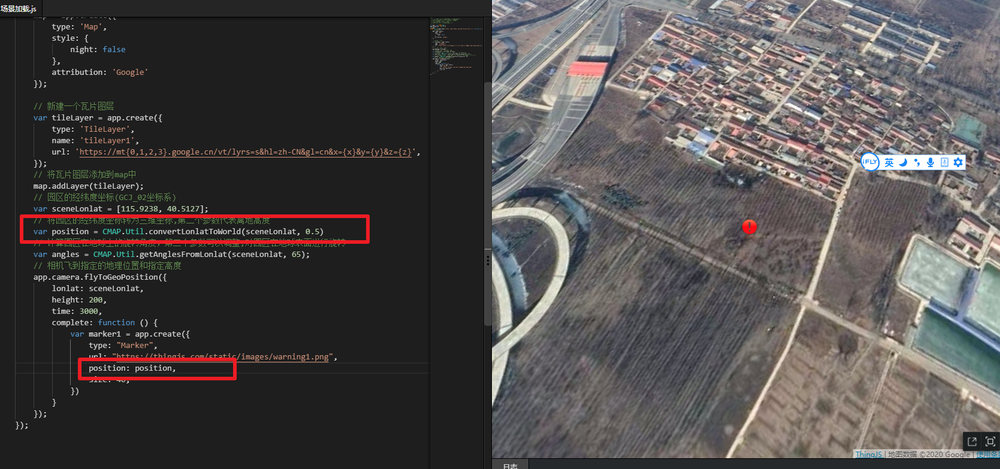 场景加载.js
map = app.create({
type: 'Map',
style: {
night: false
},
attribution: 'Google'
});
// 新建一个瓦片图层
var tileLayer = app.create({
type: 'TileLayer',
name: 'tileLayer1',
url: 'https://mt{0,1,2,3}.google.cn/vt/lyrs=s&hl=zh-CN&gl=cn&x={x}&y={y}&z={z}',
});
// 将瓦片图层添加到map中
map.addLayer(tileLayer);
// 园区的经纬度坐标(GCJ_02坐标系)
var sceneLonlat = [115.9238, 40.5127];
// 将园区的经纬度坐标转为三维坐标,第二个参数代表离地高度
var position = CMAP.Util.convertLonlatToWorld(sceneLonlat, 0.5)
// 计算园区在地球上的旋转角度，第二个参数可以调整,对园区在地球表面进行旋转
var angles = CMAP.Util.getAnglesFromLonlat(sceneLonlat, 65);
// 相机飞到指定的地理位置和指定高度
app.camera.flyToGeoPosition({
lonlat: sceneLonlat,
height: 200,
time: 3000,
complete: function () {
var marker1 = app.create({
type: "Marker",
url: "https://thingjs.com/static/images/warning1.png",
position: position,
size: 40,
})
}
});
});
iFLY 英
ThingJS | 地图数据 ©2020 Google | 使用条
日志